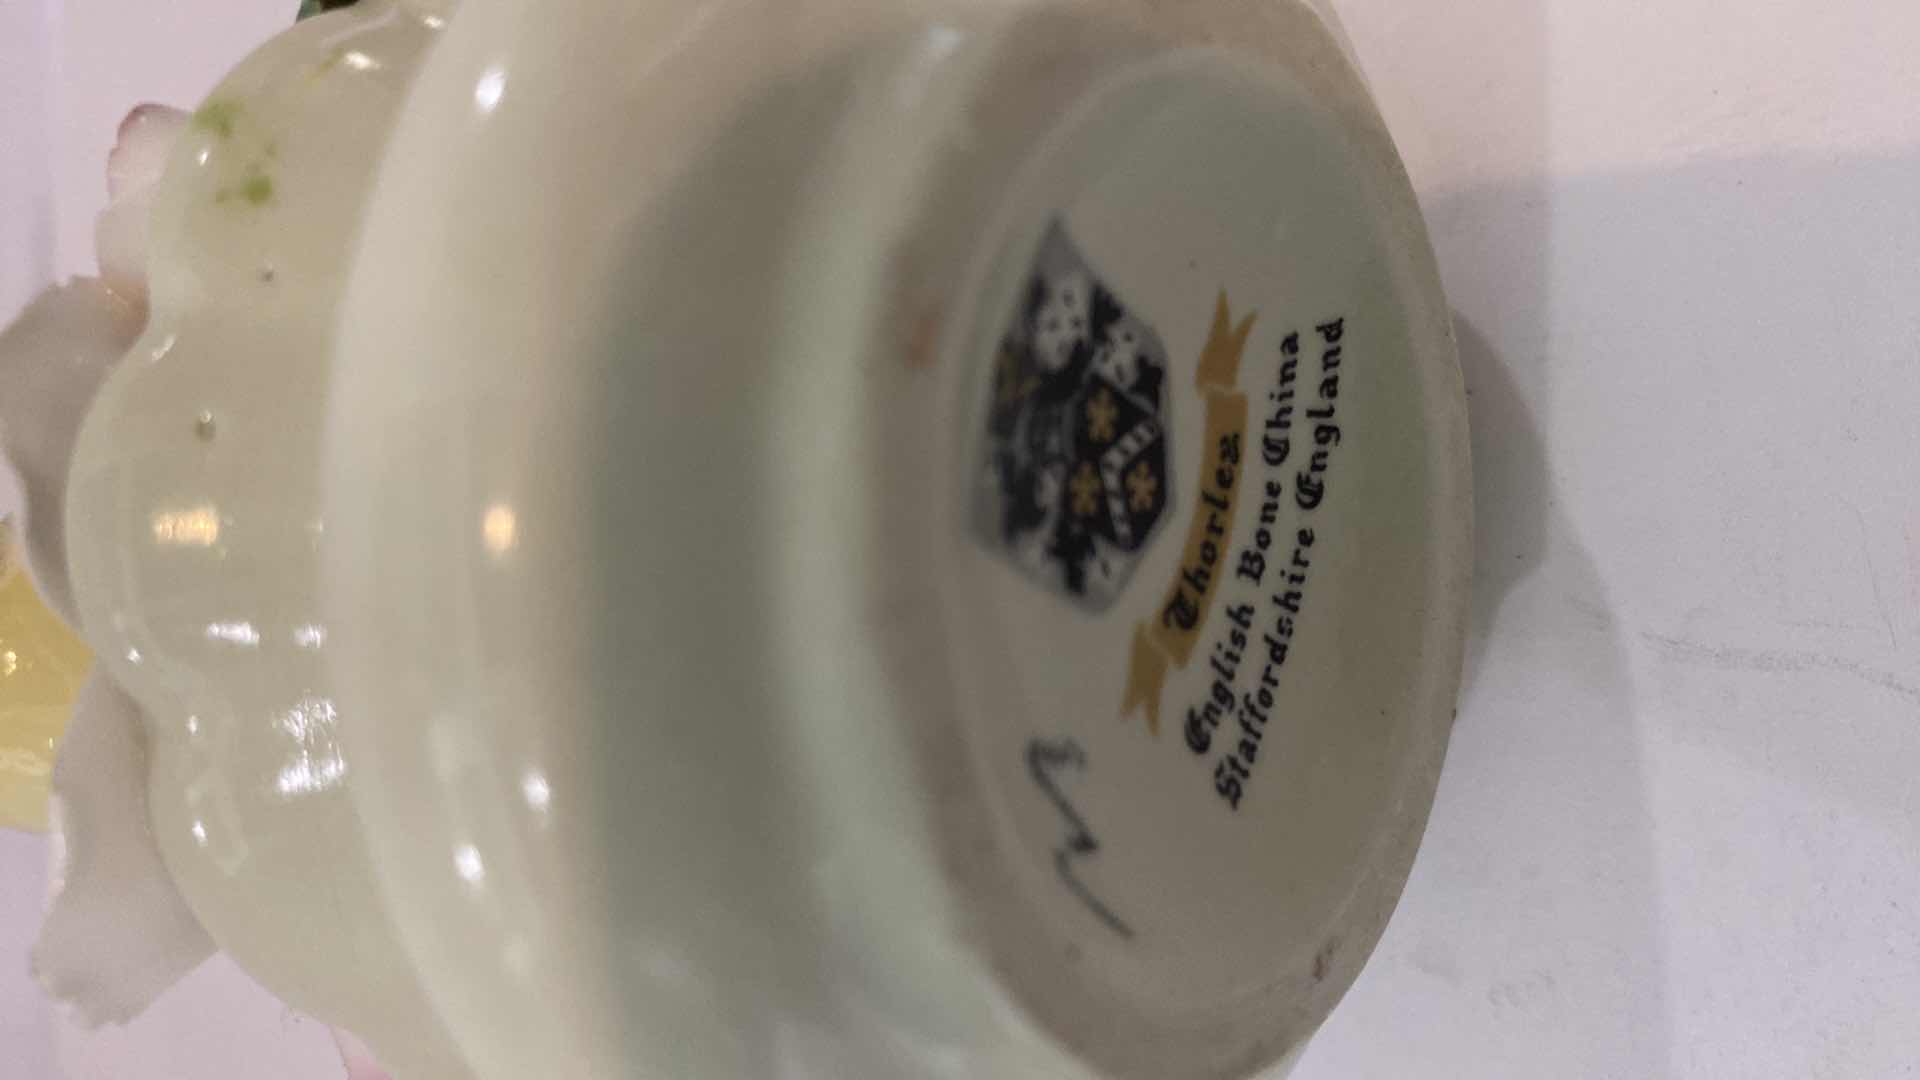 Thorley
English Bone China
Staffordshire England